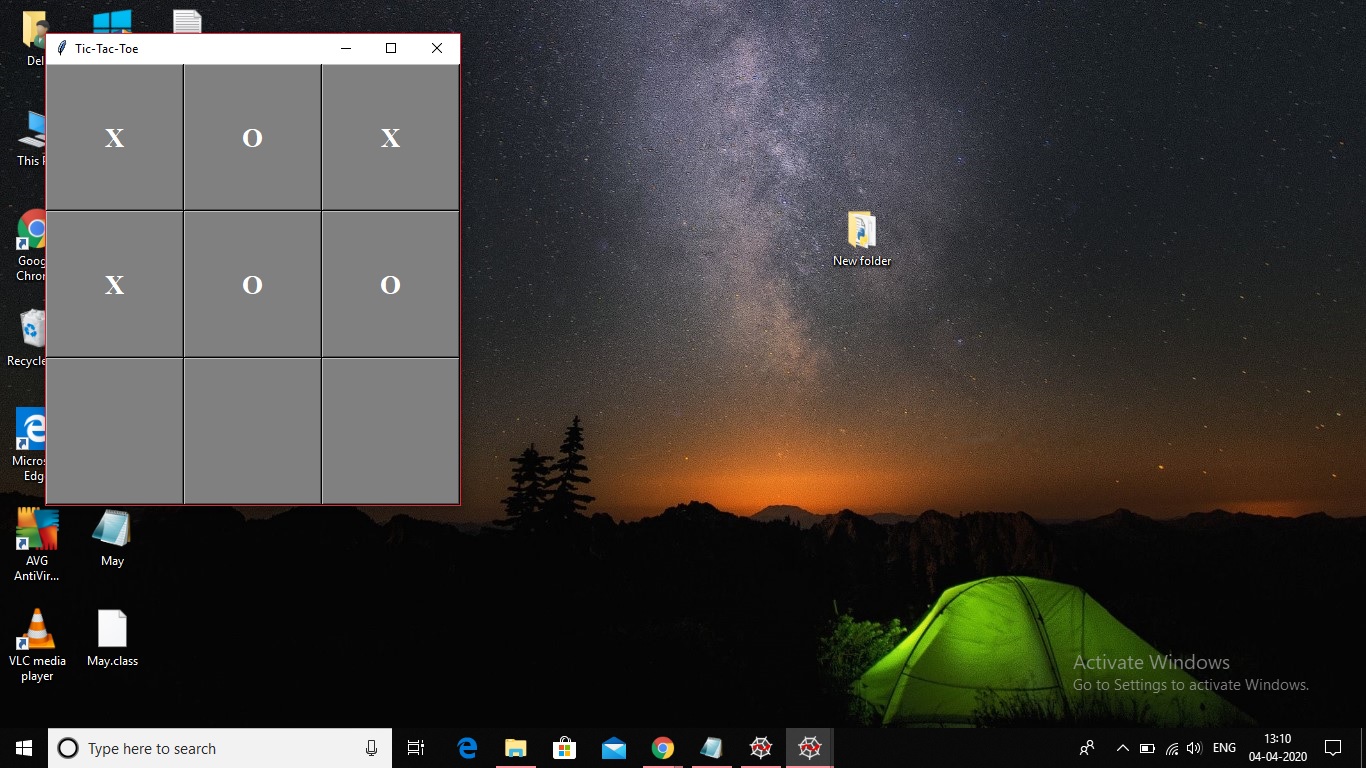 Tic-Tac-Toe
X O X
X O O
Del
This P
Goog
Chron
Recycle
Micros
Edg
AVG
AntiVir...
May
VLC media
player
May.class
New folder
Activate Windows
Go to Settings to activate Windows.
Type here to search
ENG
13:10
04-04-2020